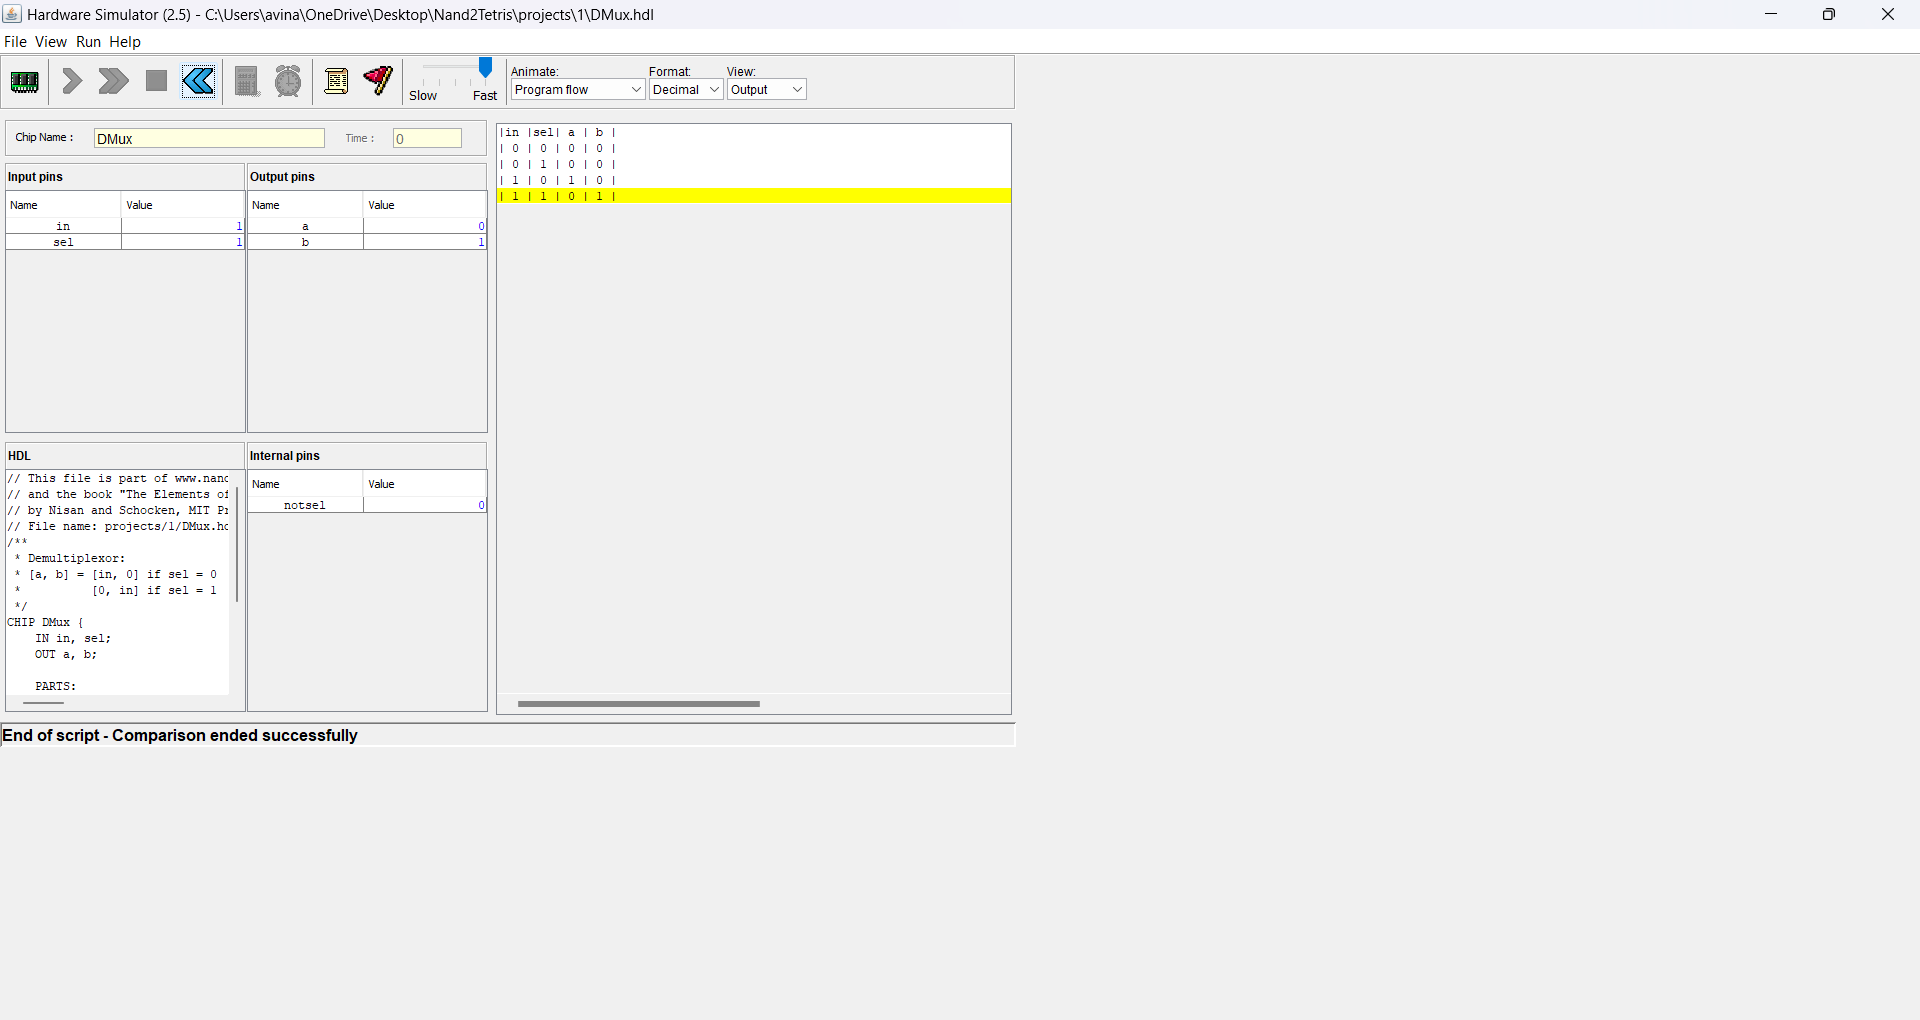 Hardware Simulator (2.5) - C:\Users\avina\OneDrive\Desktop\Nand2Tetris\projects\1\DMux.hdl
File View Run Help
Slow Fast
Animate: Format: View:
Program flow Decimal Output
Chip Name : DMux Time : 0
Input pins
Name Value
in 1
sel 1
Output pins
Name Value
a 0
b 1
HDL
// This file is part of www.nand
// and the book "The Elements of
// by Nisan and Schocken, MIT Pr
// File name: projects/1/DMux.hd
/**
* Demultiplexor:
* [a, b] = [in, 0] if sel = 0
* [0, in] if sel = 1
*/
CHIP DMux {
IN in, sel;
OUT a, b;
PARTS:
Internal pins
Name Value
notsel 0
|in |sel| a | b |
| 0 | 0 | 0 | 0 |
| 0 | 1 | 0 | 0 |
| 1 | 0 | 1 | 0 |
| 1 | 1 | 0 | 1 |
End of script - Comparison ended successfully